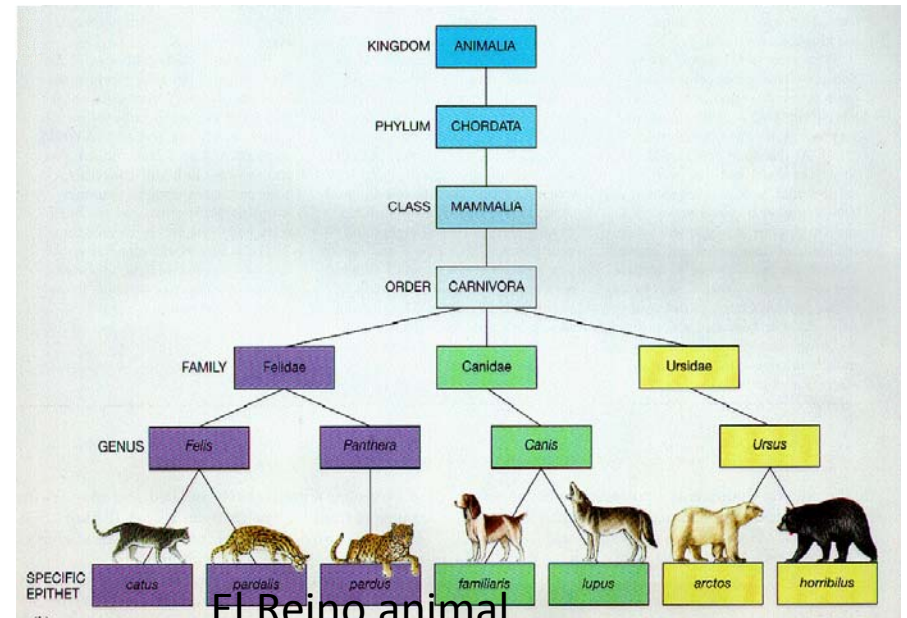 KINGDOM ANIMALIA
PHYLUM CHORDATA
CLASS MAMMALIA
ORDER CARNIVORA
FAMILY Felidae Canidae Ursidae
GENUS Felis Panthera Canis Ursus
SPECIFIC
EPITHET catus pardalis pardus familiaris lupus arctos horribilus
El Reino animal